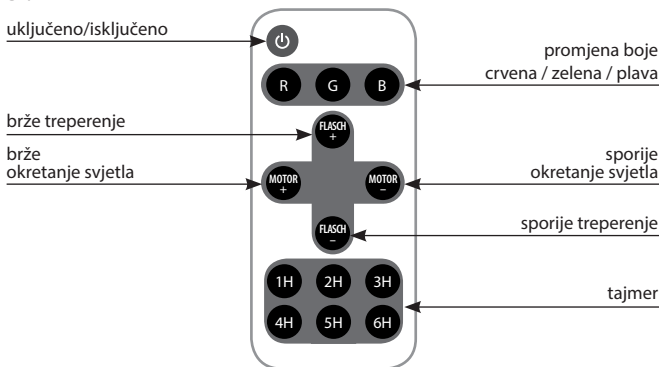 uključeno/isključeno
promjena boje
crvena / zelena / plava
R G B
brže treperenje
FLASCH
+
brže
okretanje svjetla
MOTOR
+
MOTOR
–
sporije
okretanje svjetla
FLASCH
–
sporije treperenje
1H 2H 3H
tajmer
4H 5H 6H